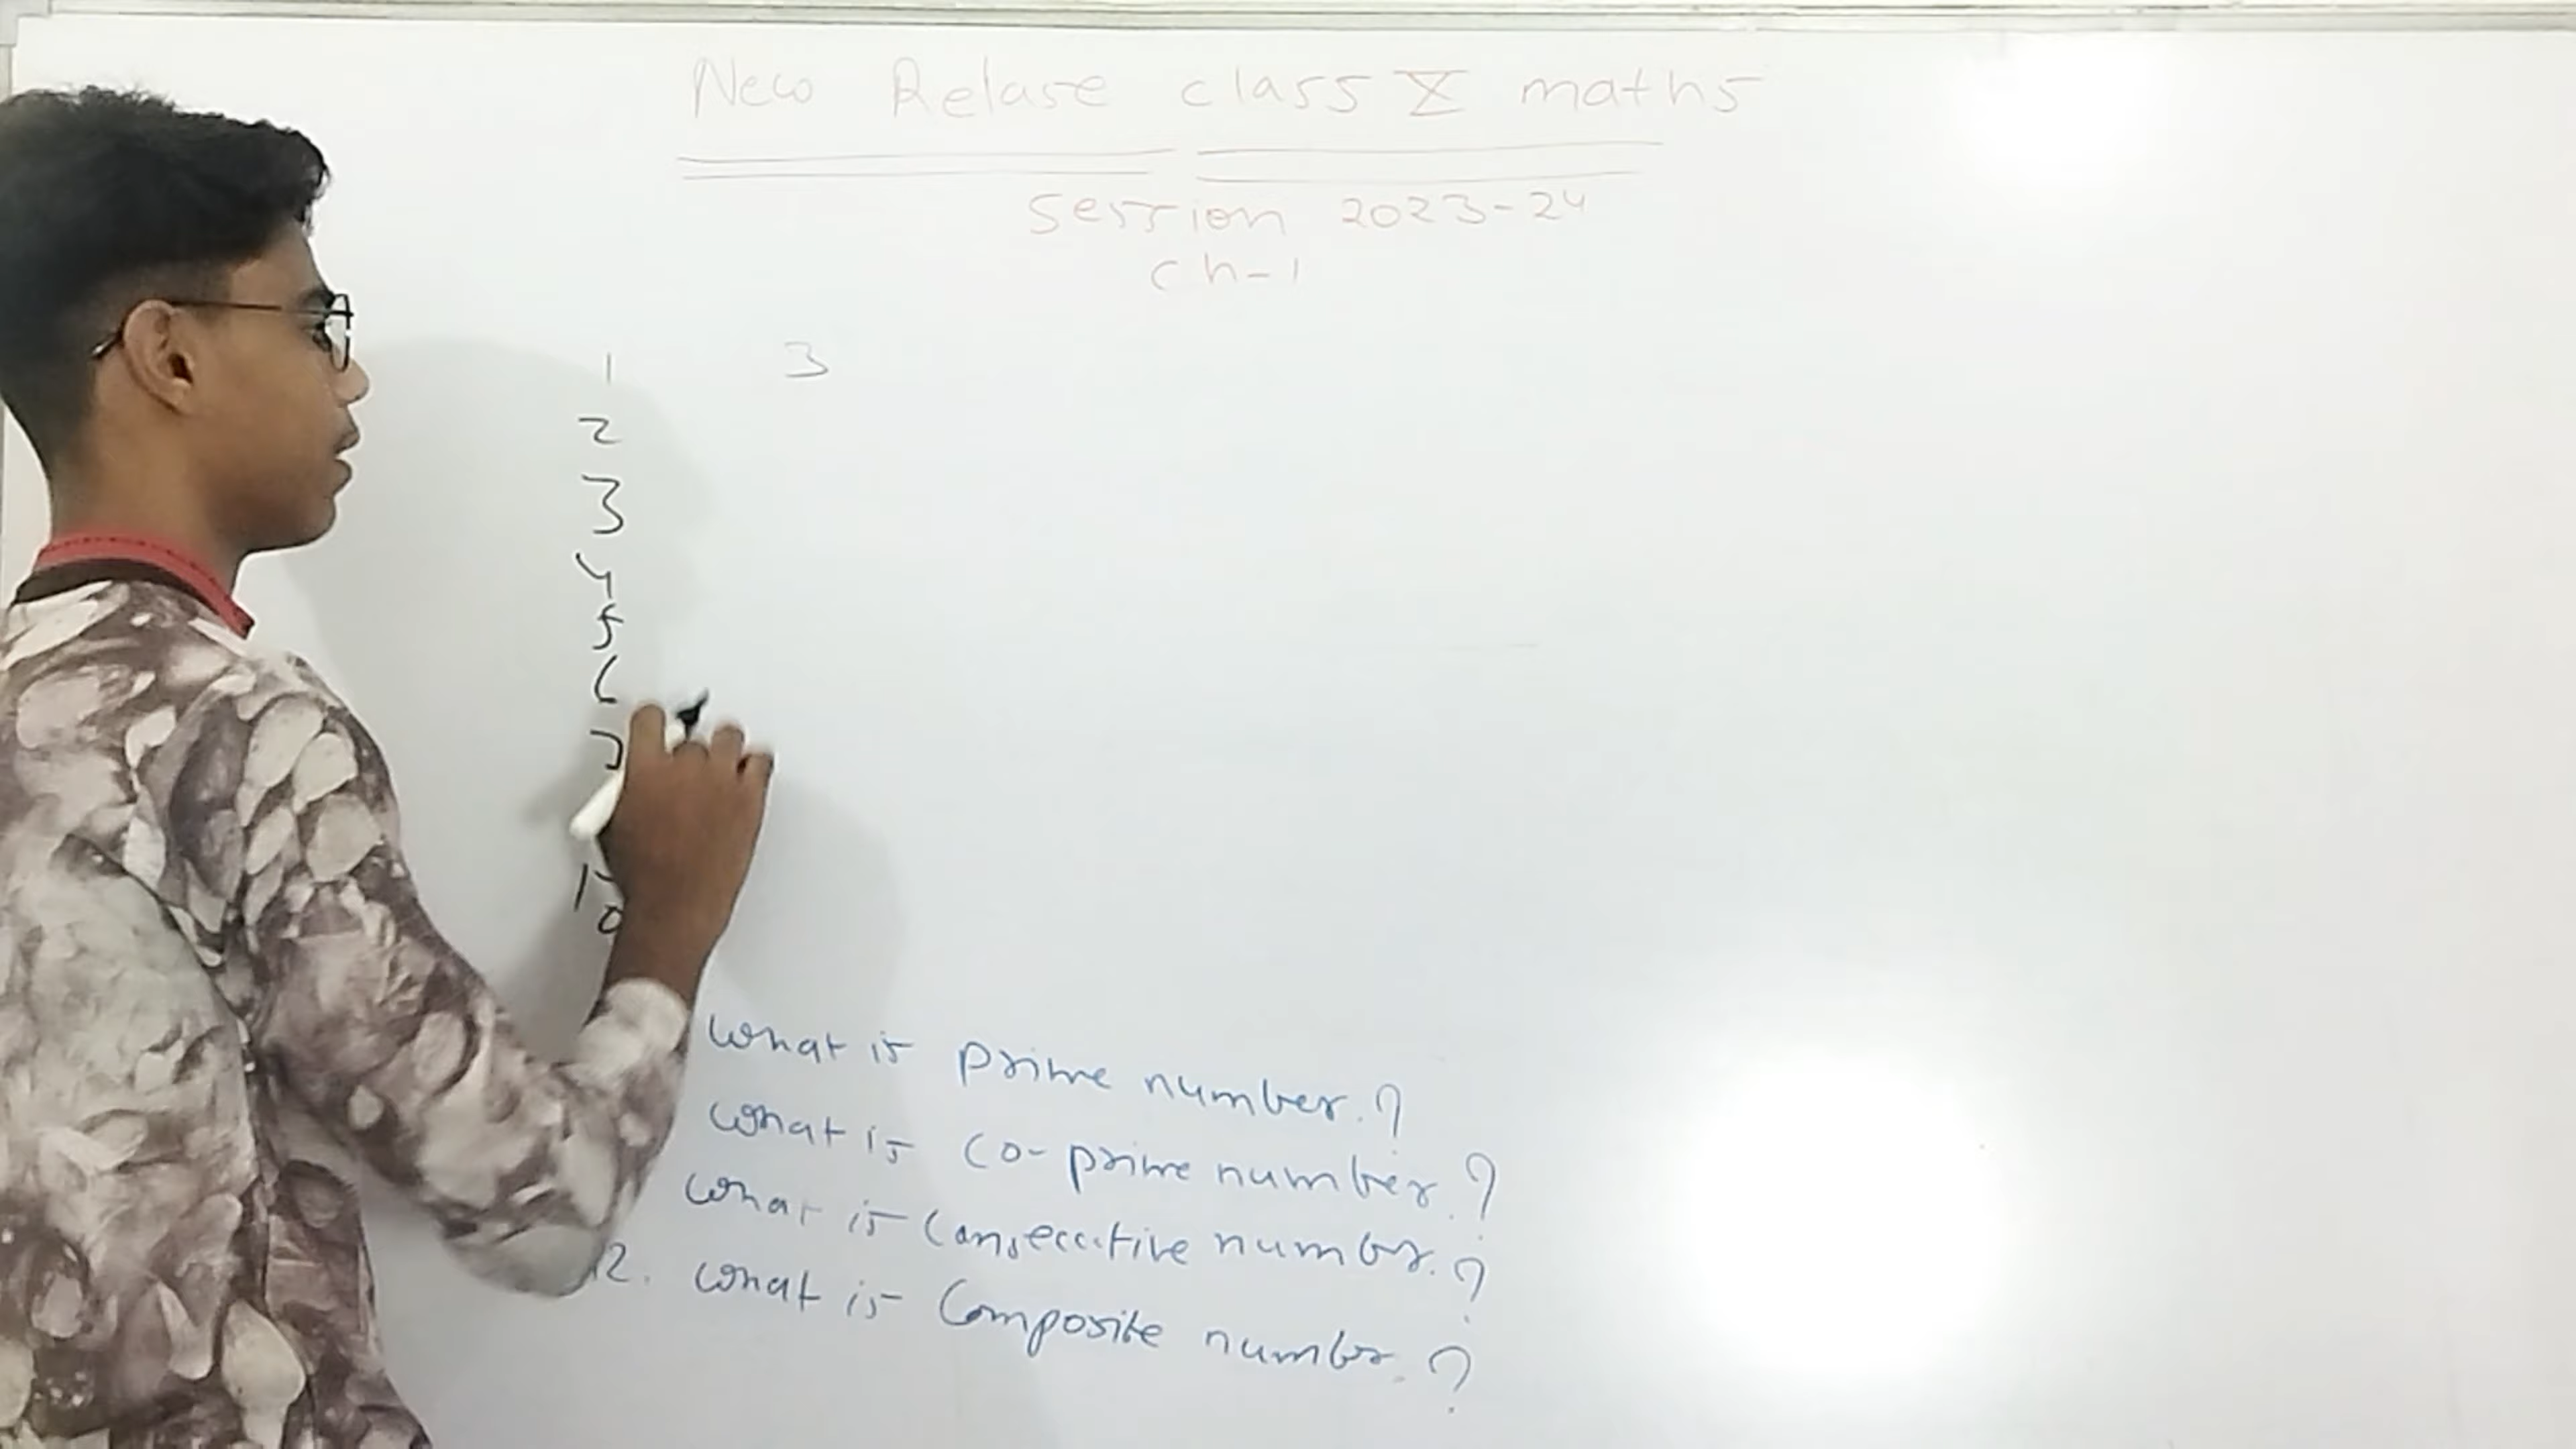 New Relase class X maths
Session 2023-24
Ch-1
1 3
2
3
4
5
6
7
What is prime number.?
What is co-prime number.?
What is Consecutive number.?
2. What is Composite number.?